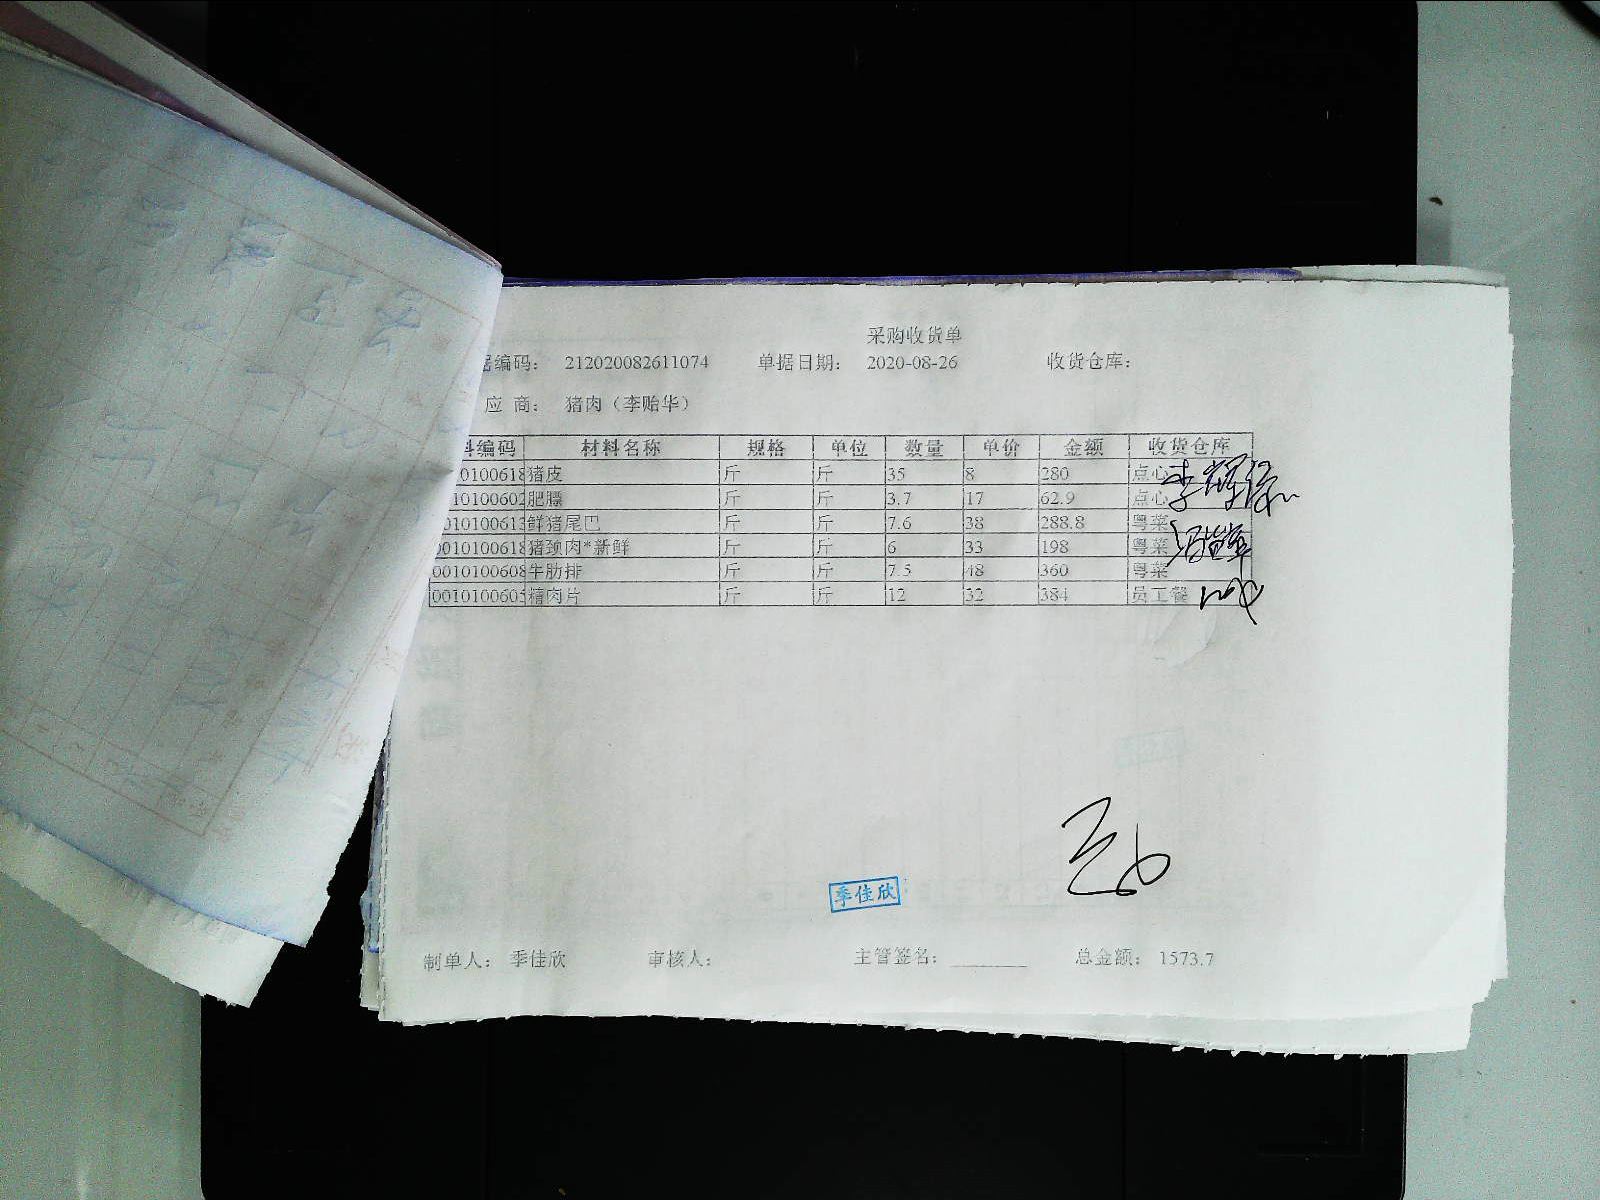 采购收货单
据编码： 212020082611074 单据日期： 2020-08-26 收货仓库：
应 商： 猪肉（李贻华）
料编码 材料名称 规格 单位 数量 单价 金额 收货仓库
010100618 猪皮 斤 斤 35 8 280 点心
010100602 肥膘 斤 斤 3.7 17 62.9 点心
010100613 鲜猪尾巴 斤 斤 7.6 38 288.8 粤菜
0010100618 猪颈肉*新鲜 斤 斤 6 33 198 粤菜
0010100608 牛肋排 斤 斤 7.5 48 360 粤菜
0010100605 精肉片 斤 斤 12 32 384 员工餐
季佳欣
制单人： 季佳欣 审核人： 主管签名： 总金额： 1573.7